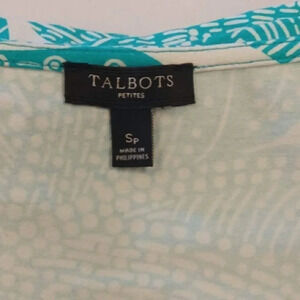 TALBOTS
PETITES
SP
MADE IN
PHILIPPINES